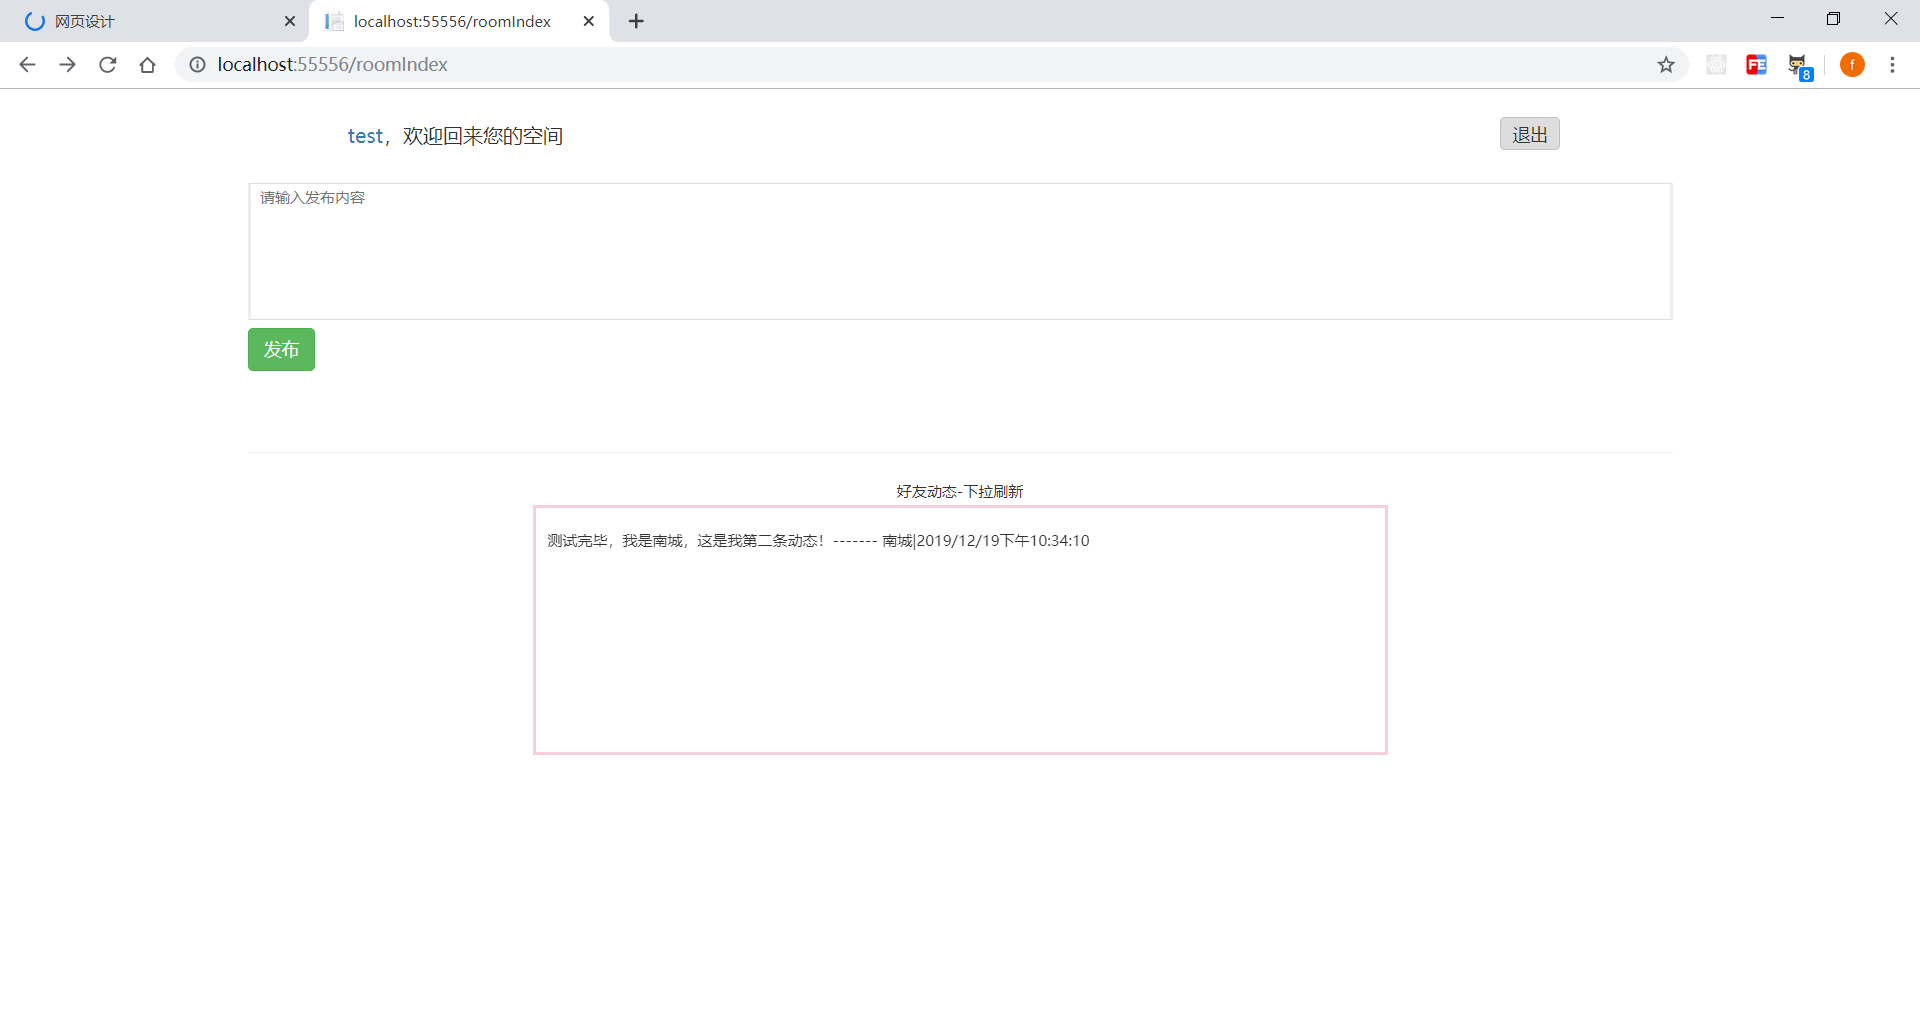 网页设计
localhost:55556/roomIndex
localhost:55556/roomIndex
FE
8
f
test，欢迎回来您的空间
退出
请输入发布内容
发布
好友动态-下拉刷新
测试完毕，我是南城，这是我第二条动态！------- 南城|2019/12/19下午10:34:10